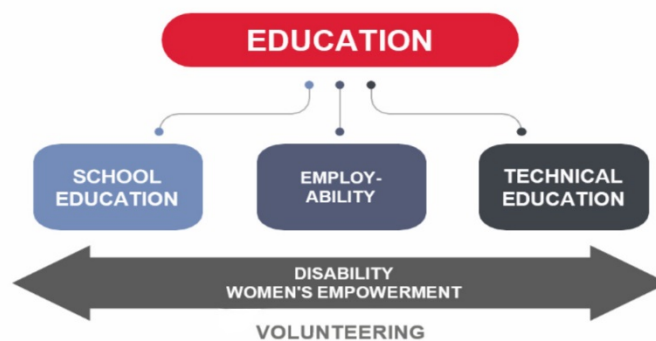 EDUCATION
SCHOOL
EDUCATION
EMPLOY-
ABILITY
TECHNICAL
EDUCATION
DISABILITY
WOMEN'S EMPOWERMENT
VOLUNTEERING